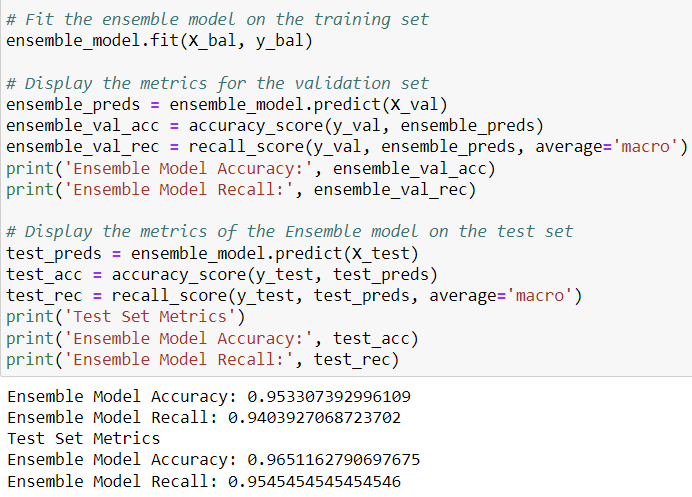 # Fit the ensemble model on the training set
ensemble_model.fit(X_bal, y_bal)
# Display the metrics for the validation set
ensemble_preds = ensemble_model.predict(X_val)
ensemble_val_acc = accuracy_score(y_val, ensemble_preds)
ensemble_val_rec = recall_score(y_val, ensemble_preds, average='macro')
print('Ensemble Model Accuracy:', ensemble_val_acc)
print('Ensemble Model Recall:', ensemble_val_rec)
# Display the metrics of the Ensemble model on the test set
test_preds = ensemble_model.predict(X_test)
test_acc = accuracy_score(y_test, test_preds)
test_rec = recall_score(y_test, test_preds, average='macro')
print('Test Set Metrics')
print('Ensemble Model Accuracy:', test_acc)
print('Ensemble Model Recall:', test_rec)
Ensemble Model Accuracy: 0.953307392996109
Ensemble Model Recall: 0.9403927068723702
Test Set Metrics
Ensemble Model Accuracy: 0.9651162790697675
Ensemble Model Recall: 0.9545454545454546